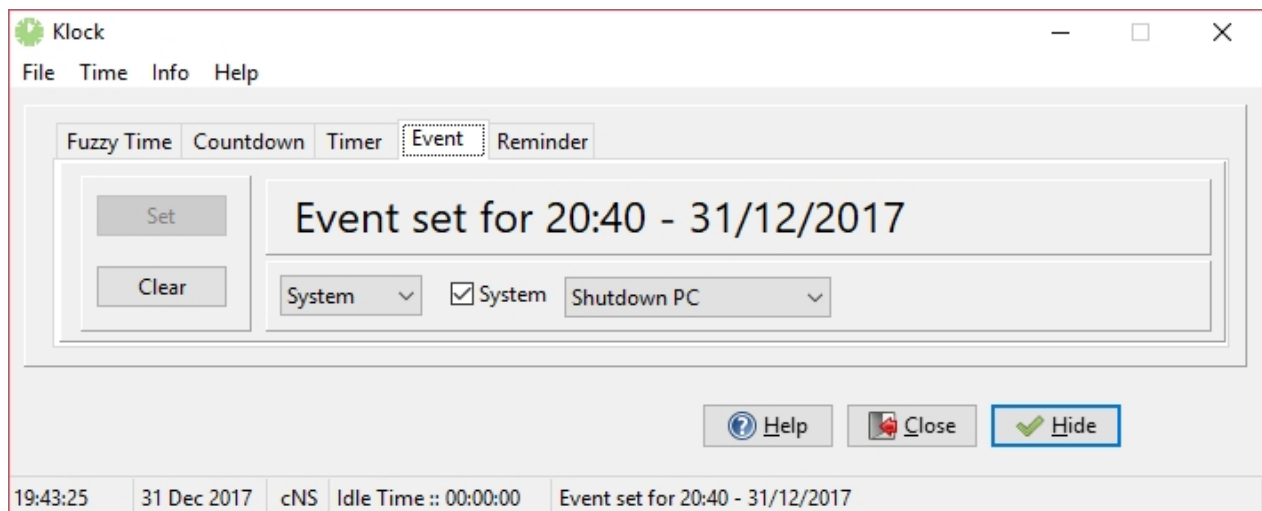 Klock
File Time Info Help
Fuzzy Time Countdown Timer Event Reminder
Set
Event set for 20:40 - 31/12/2017
Clear
System System Shutdown PC
Help Close Hide
19:43:25 31 Dec 2017 cNS Idle Time :: 00:00:00 Event set for 20:40 - 31/12/2017